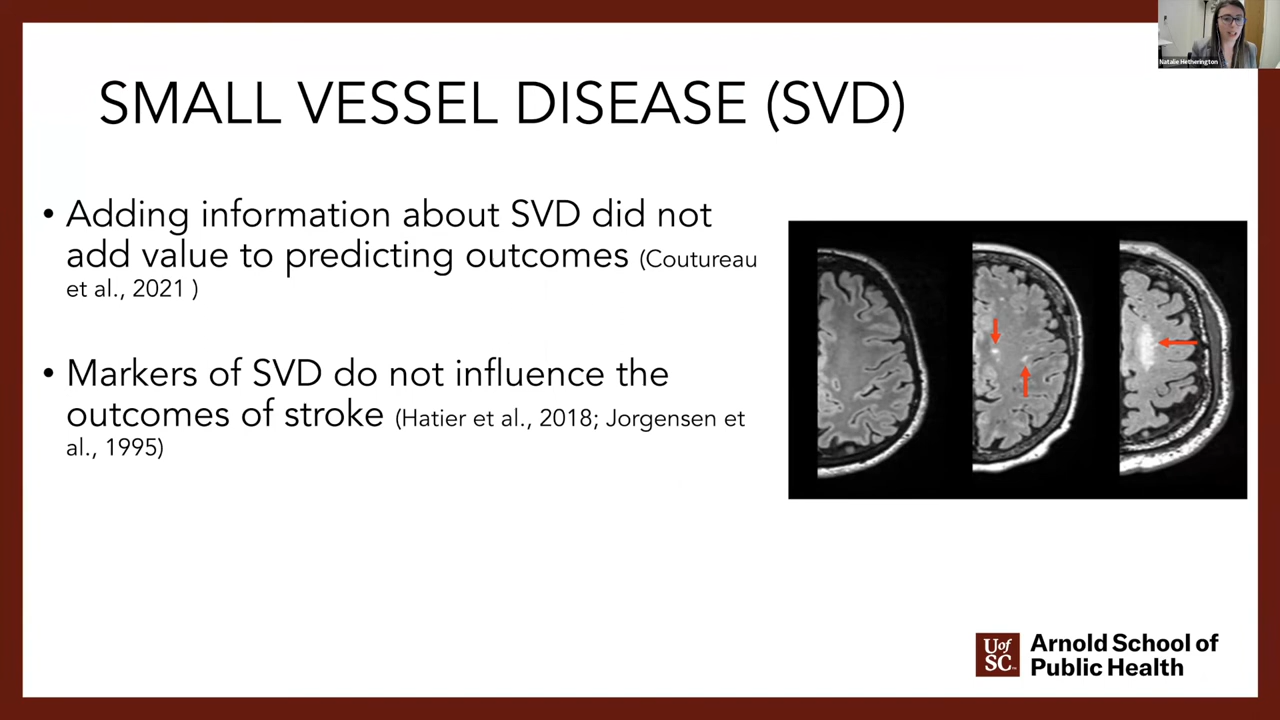 Natalie Hetherington
SMALL VESSEL DISEASE (SVD)
• Adding information about SVD did not
add value to predicting outcomes (Coutureau
et al., 2021 )
• Markers of SVD do not influence the
outcomes of stroke (Hatier et al., 2018; Jorgensen et
al., 1995)
U of SC
Arnold School of
Public Health